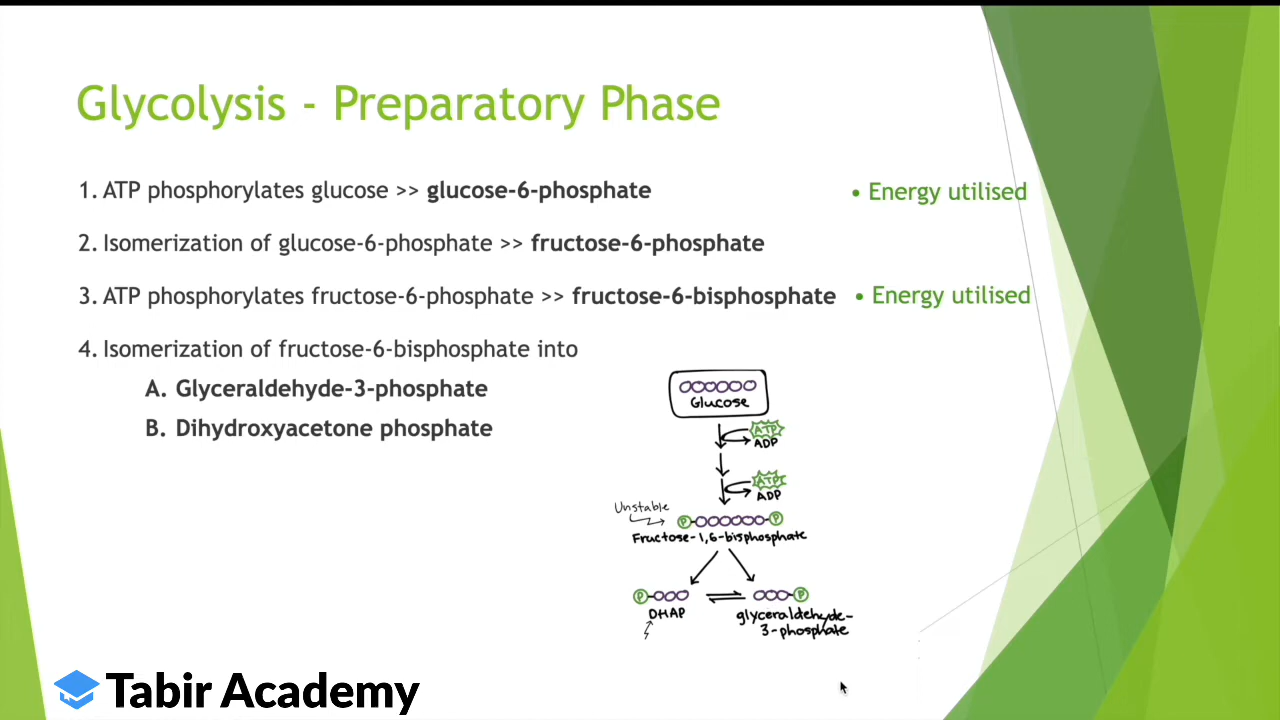 Glycolysis - Preparatory Phase
1. ATP phosphorylates glucose >> glucose-6-phosphate
• Energy utilised
2. Isomerization of glucose-6-phosphate >> fructose-6-phosphate
3. ATP phosphorylates fructose-6-phosphate >> fructose-6-bisphosphate
• Energy utilised
4. Isomerization of fructose-6-bisphosphate into
A. Glyceraldehyde-3-phosphate
B. Dihydroxyacetone phosphate
Glucose
ATP
ADP
ATP
ADP
Unstable
P
P
Fructose-1,6-bisphosphate
P
P
DHAP
glyceraldehyde-
3-phosphate
Tabir Academy